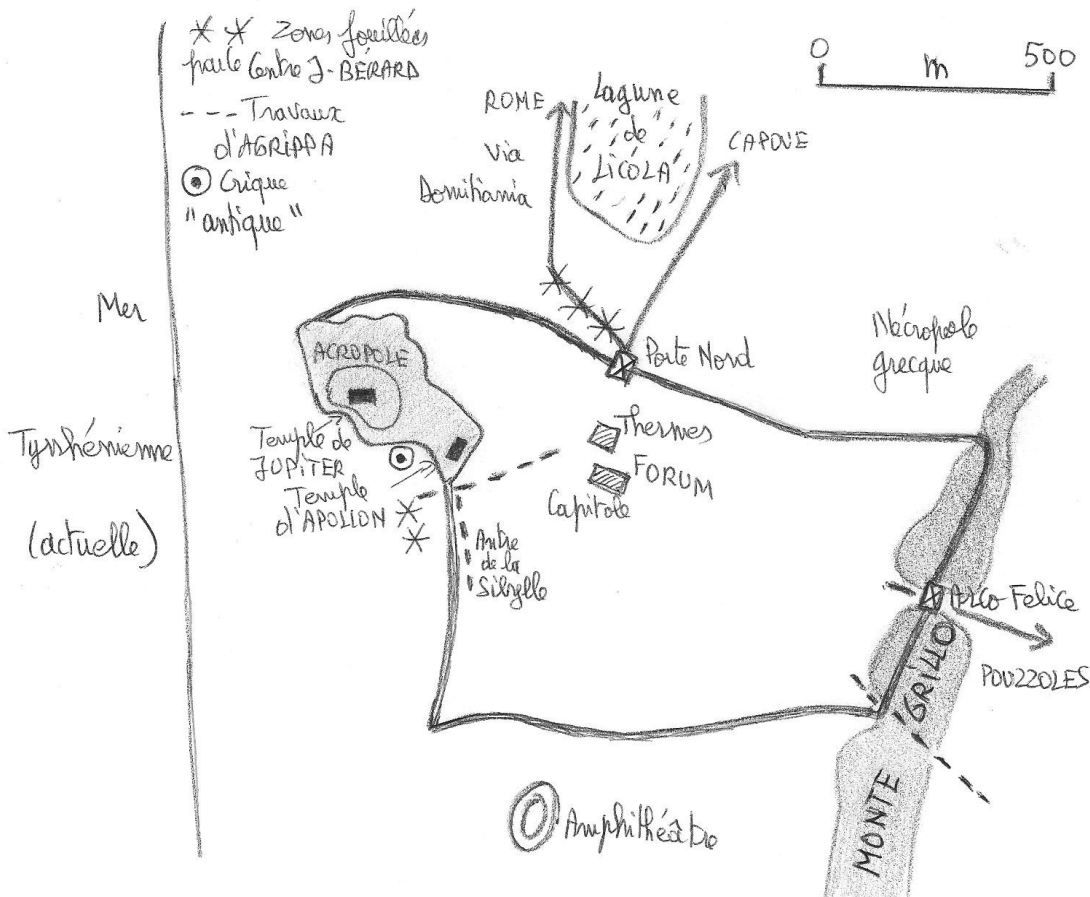 * * Zones fouillées
par le Centre J-BÉRARD
--- Travaux
d'AGRIPPA
Crique
"antique"
0 m 500
ROME
Via
Domitiania
Lagune
de
LICOLA
CAPOUE
Mer
Tyrrhénienne
(actuelle)
ACROPOLE
Porte Nord
Nécropole
grecque
Temple de
JUPITER
Temple
d'APOLLON
Thermes
FORUM
Capitole
Antre
de la
Sibylle
Arco Felice
POUZZOLES
MONTE GRILLO
Amphithéâtre